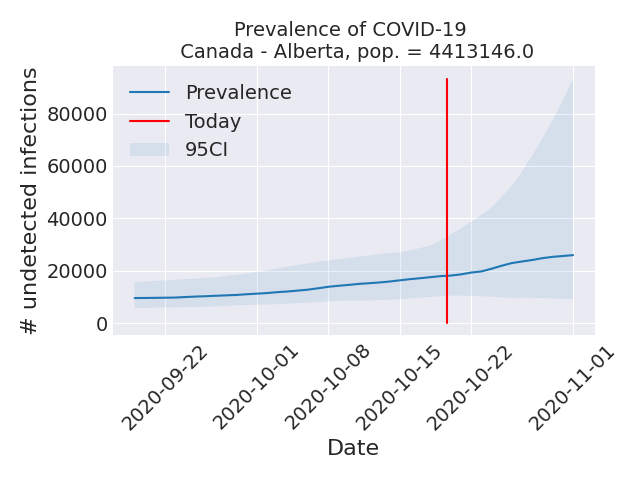 Prevalence of COVID-19
Canada - Alberta, pop. = 4413146.0
Prevalence
Today
95CI
# undetected infections
80000
60000
40000
20000
0
2020-09-22
2020-10-01
2020-10-08
2020-10-15
2020-10-22
2020-11-01
Date